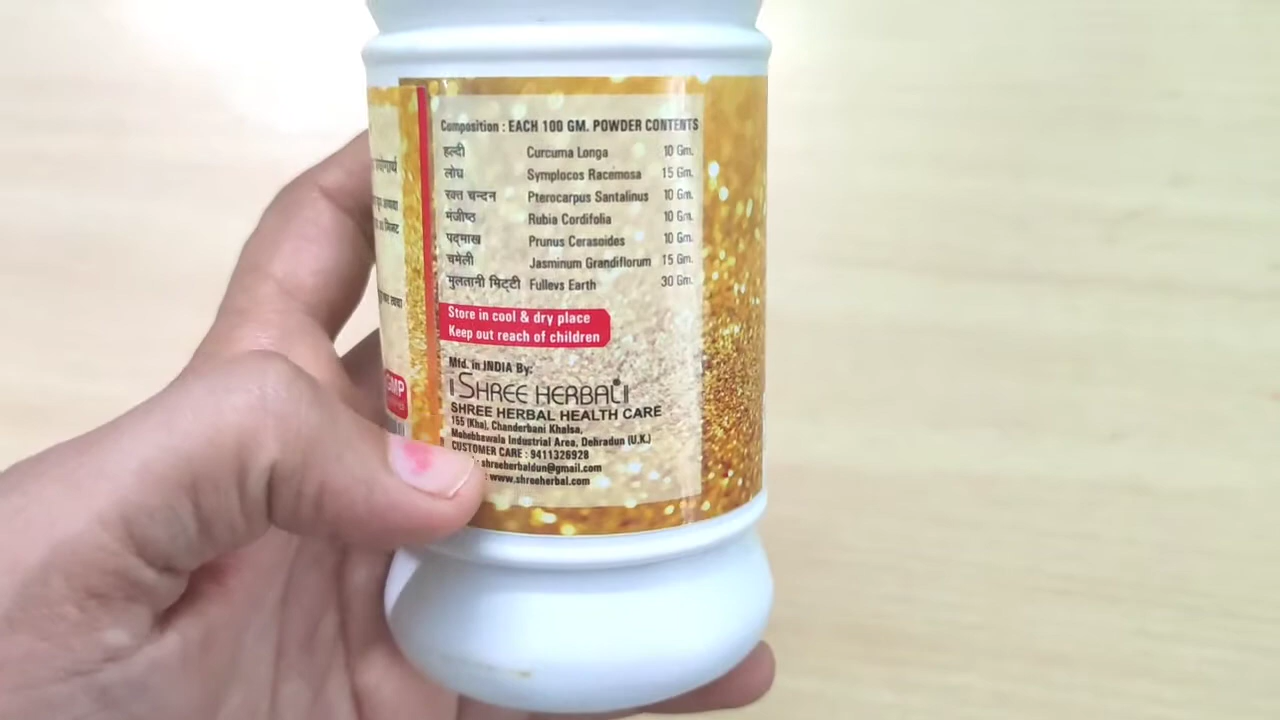 Composition : EACH 100 GM. POWDER CONTENTS
हल्दी Curcuma Longa 10 Gm.
लोध Symplocos Racemosa 15 Gm.
रक्त चन्दन Pterocarpus Santalinus 10 Gm.
मंजीष्ठ Rubia Cordifolia 10 Gm.
पद्माख Prunus Cerasoides 10 Gm.
चमेली Jasminum Grandiflorum 15 Gm.
मुलतानी मिट्टी Fullevs Earth 30 Gm.
Store in cool & dry place
Keep out reach of children
Mfd. in INDIA By:
SHREE HERBAL
SHREE HERBAL HEALTH CARE
155 (Kha), Chanderbani Khalsa,
Mohebbawala Industrial Area, Dehradun (U.K.)
CUSTOMER CARE : 9411326928
: shreeherbaldun@gmail.com
: www.shreeherbal.com
GMP